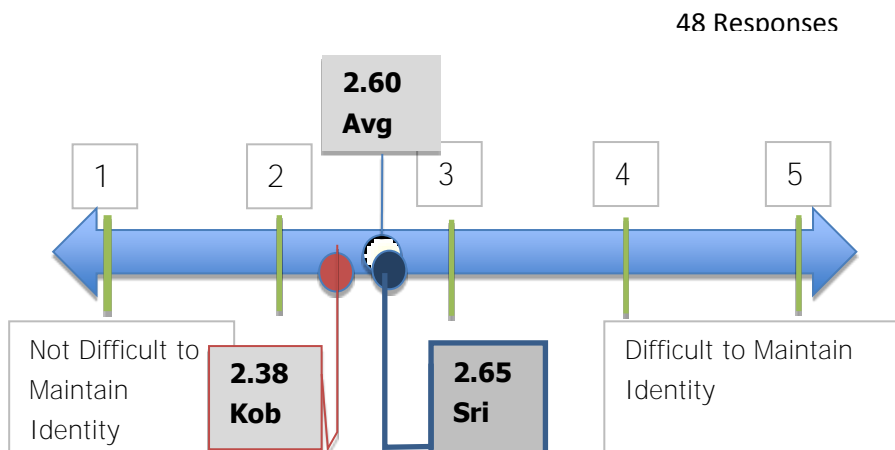 48 Responses
2.60
Avg
1
2
3
4
5
Not Difficult to
Maintain
Identity
2.38
Kob
2.65
Sri
Difficult to Maintain
Identity